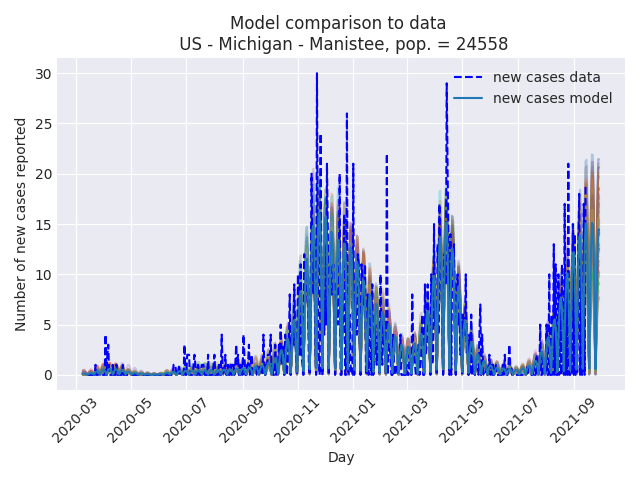 Model comparison to data
US - Michigan - Manistee, pop. = 24558
new cases data
new cases model
Number of new cases reported
30
25
20
15
10
5
0
2020-03
2020-05
2020-07
2020-09
2020-11
2021-01
2021-03
2021-05
2021-07
2021-09
Day